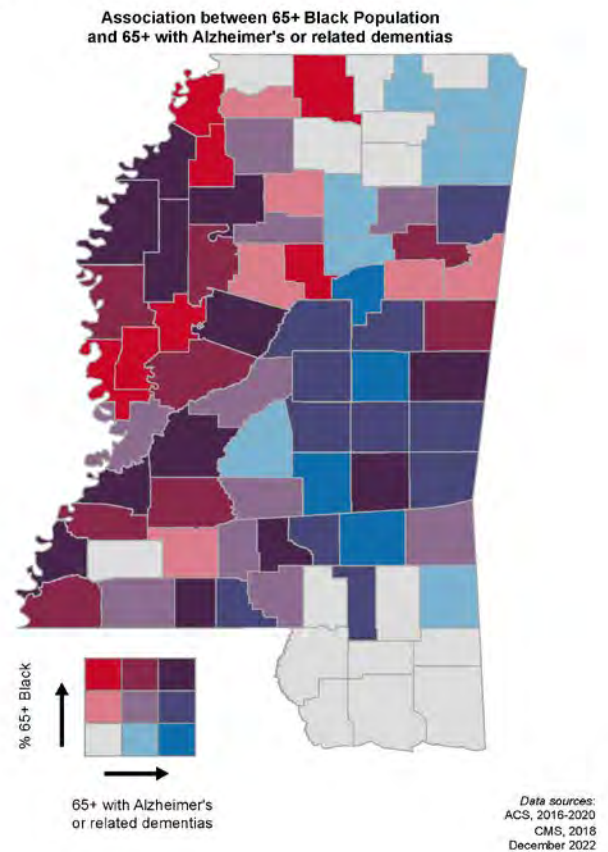 Association between 65+ Black Population
and 65+ with Alzheimer's or related dementias
% 65+ Black
65+ with Alzheimer's
or related dementias
Data sources:
ACS, 2016-2020
CMS, 2018
December 2022